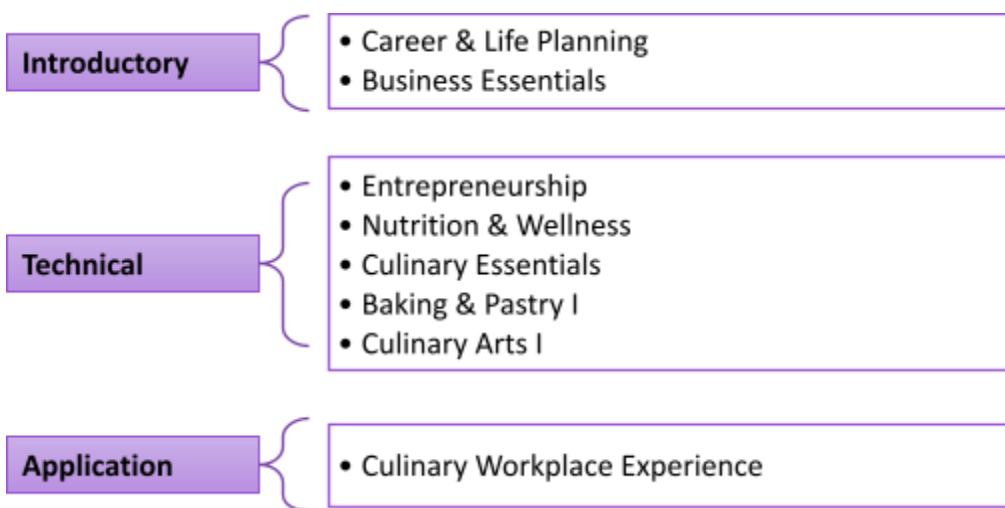 Introductory
• Career & Life Planning
• Business Essentials
Technical
• Entrepreneurship
• Nutrition & Wellness
• Culinary Essentials
• Baking & Pastry I
• Culinary Arts I
Application
• Culinary Workplace Experience